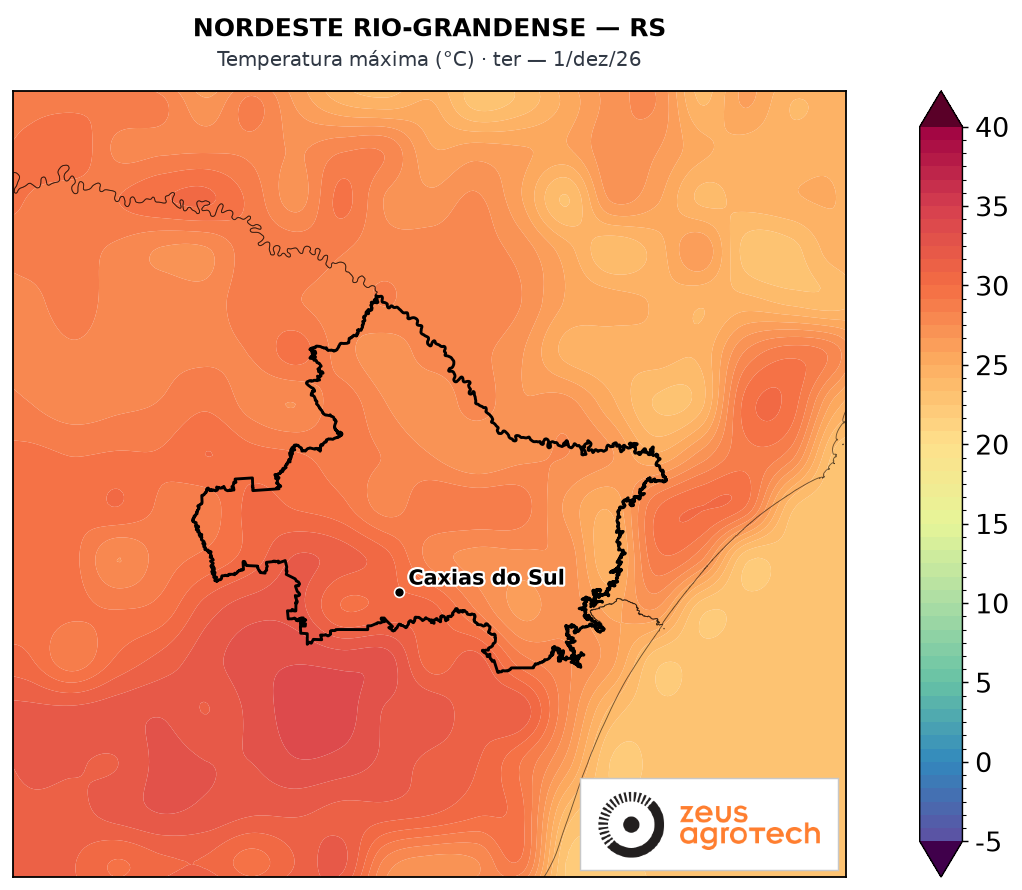 NORDESTE RIO-GRANDENSE — RS
Temperatura máxima (°C) · ter — 1/dez/26
40
35
30
25
20
15
10
5
0
-5
Caxias do Sul
zeus
agrotech